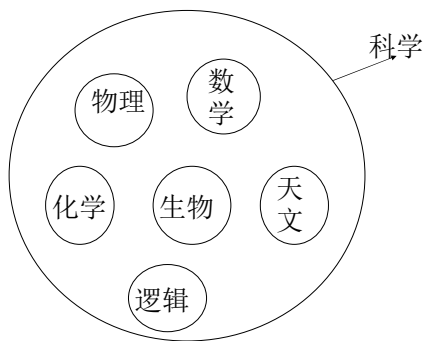 科学
物理
数
学
化学
生物
天
文
逻辑